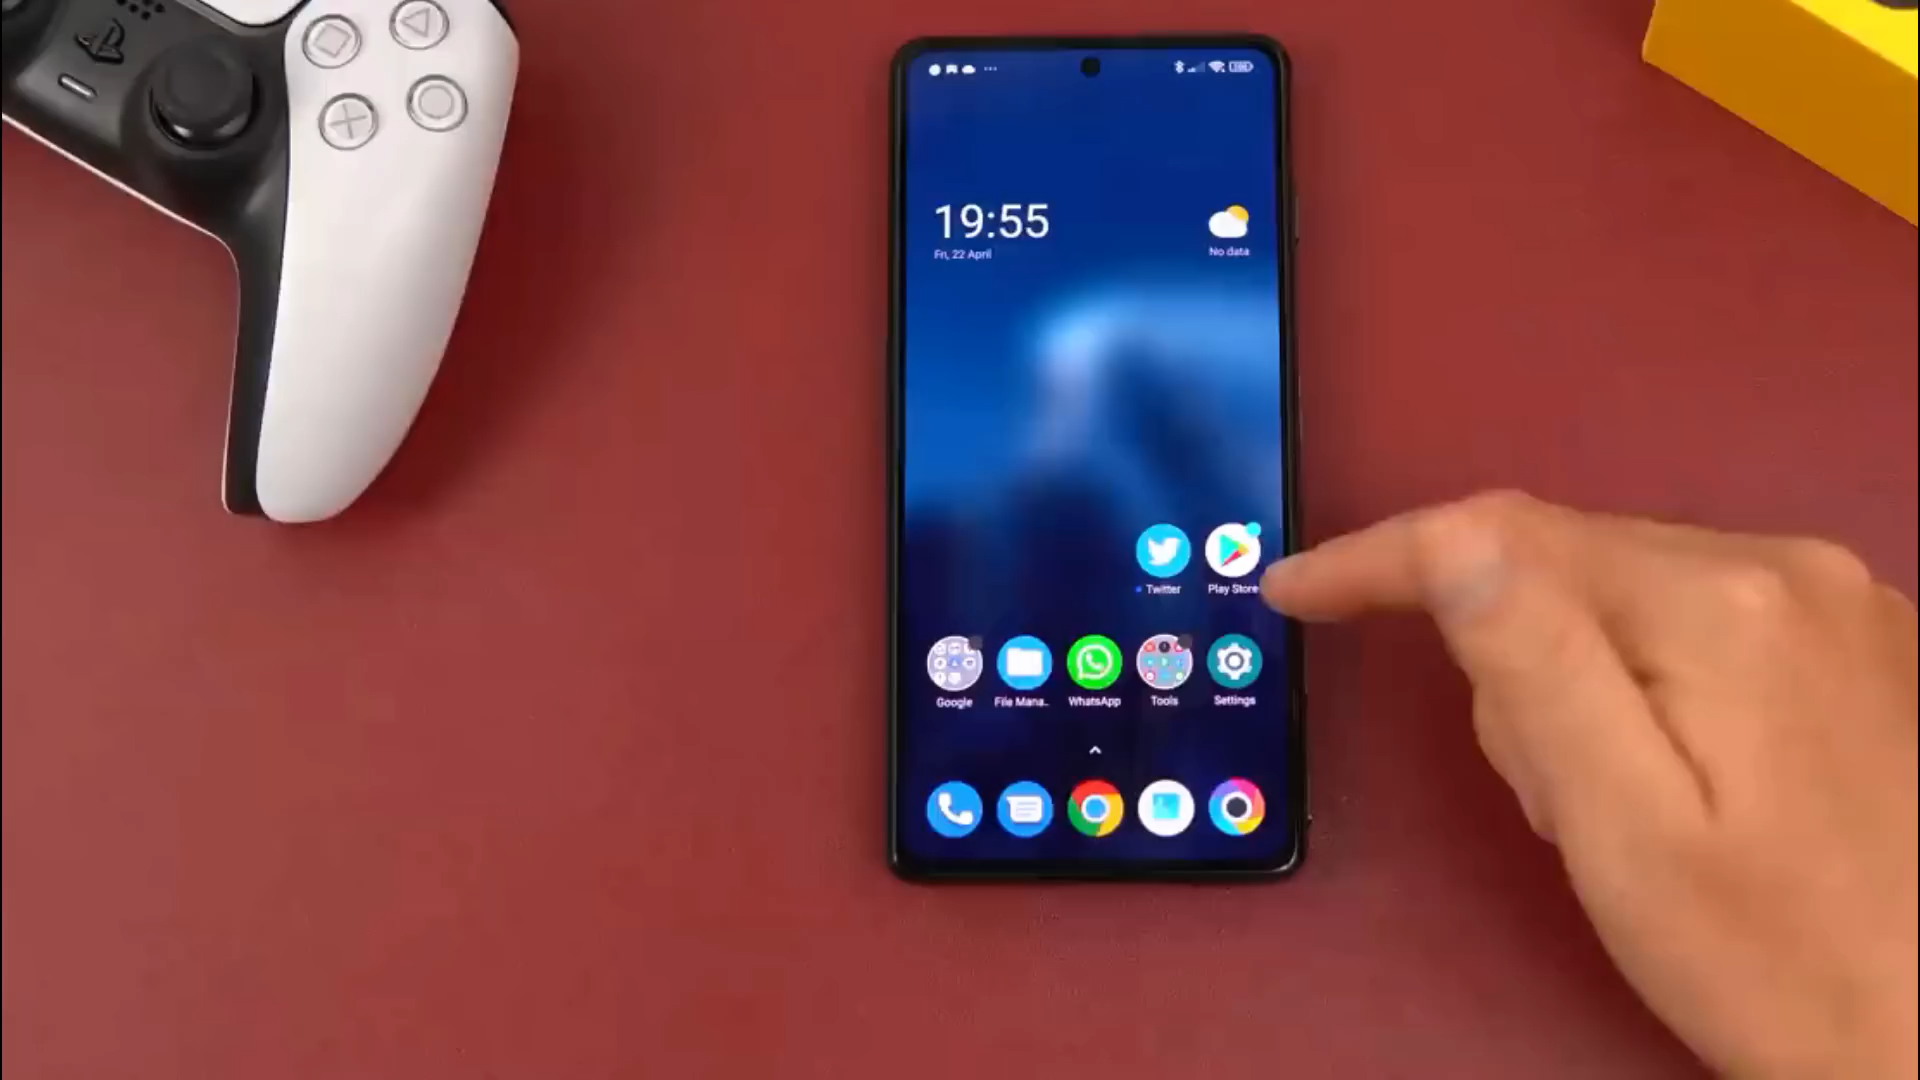 19:55
Fri, 22 April
No data
Twitter
Play Store
Google
File Mana..
WhatsApp
Tools
Settings